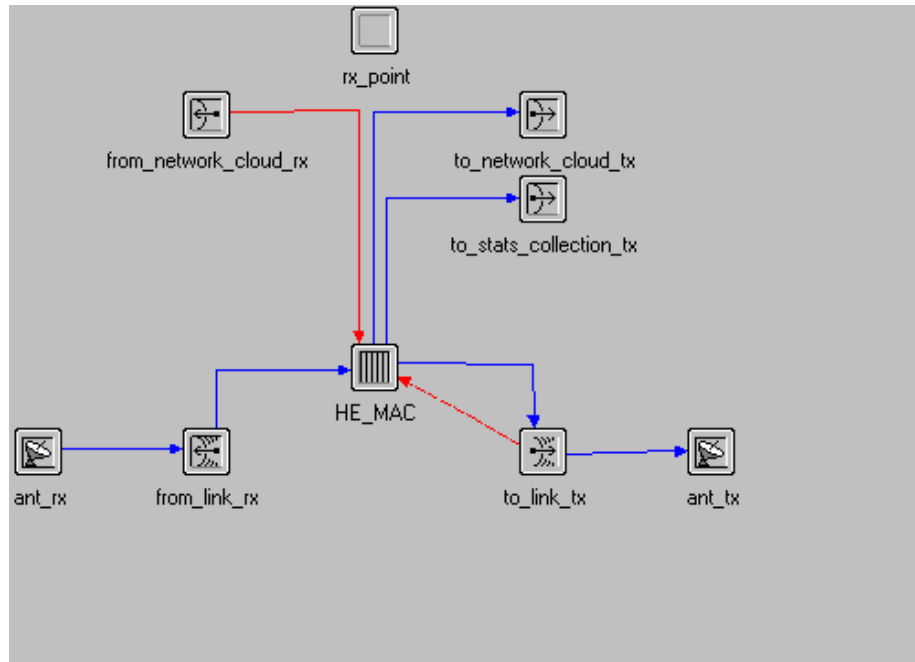 rx_point
from_network_cloud_rx
to_network_cloud_tx
to_stats_collection_tx
HE_MAC
ant_rx
from_link_rx
to_link_tx
ant_tx